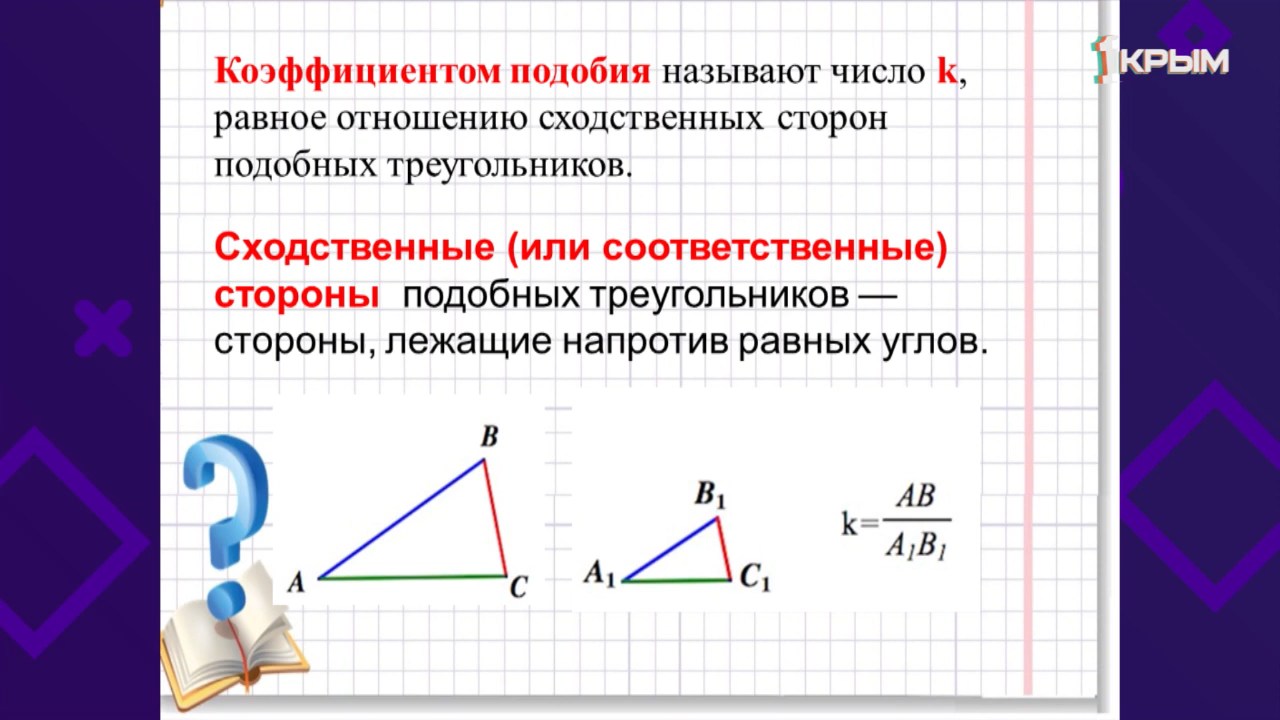 Коэффициентом подобия называют число k,
равное отношению сходственных сторон
подобных треугольников.
Сходственные (или соответственные)
стороны подобных треугольников —
стороны, лежащие напротив равных углов.
B
A
C
B₁
A₁
C₁
k=AB/A₁B₁
1КРЫМ